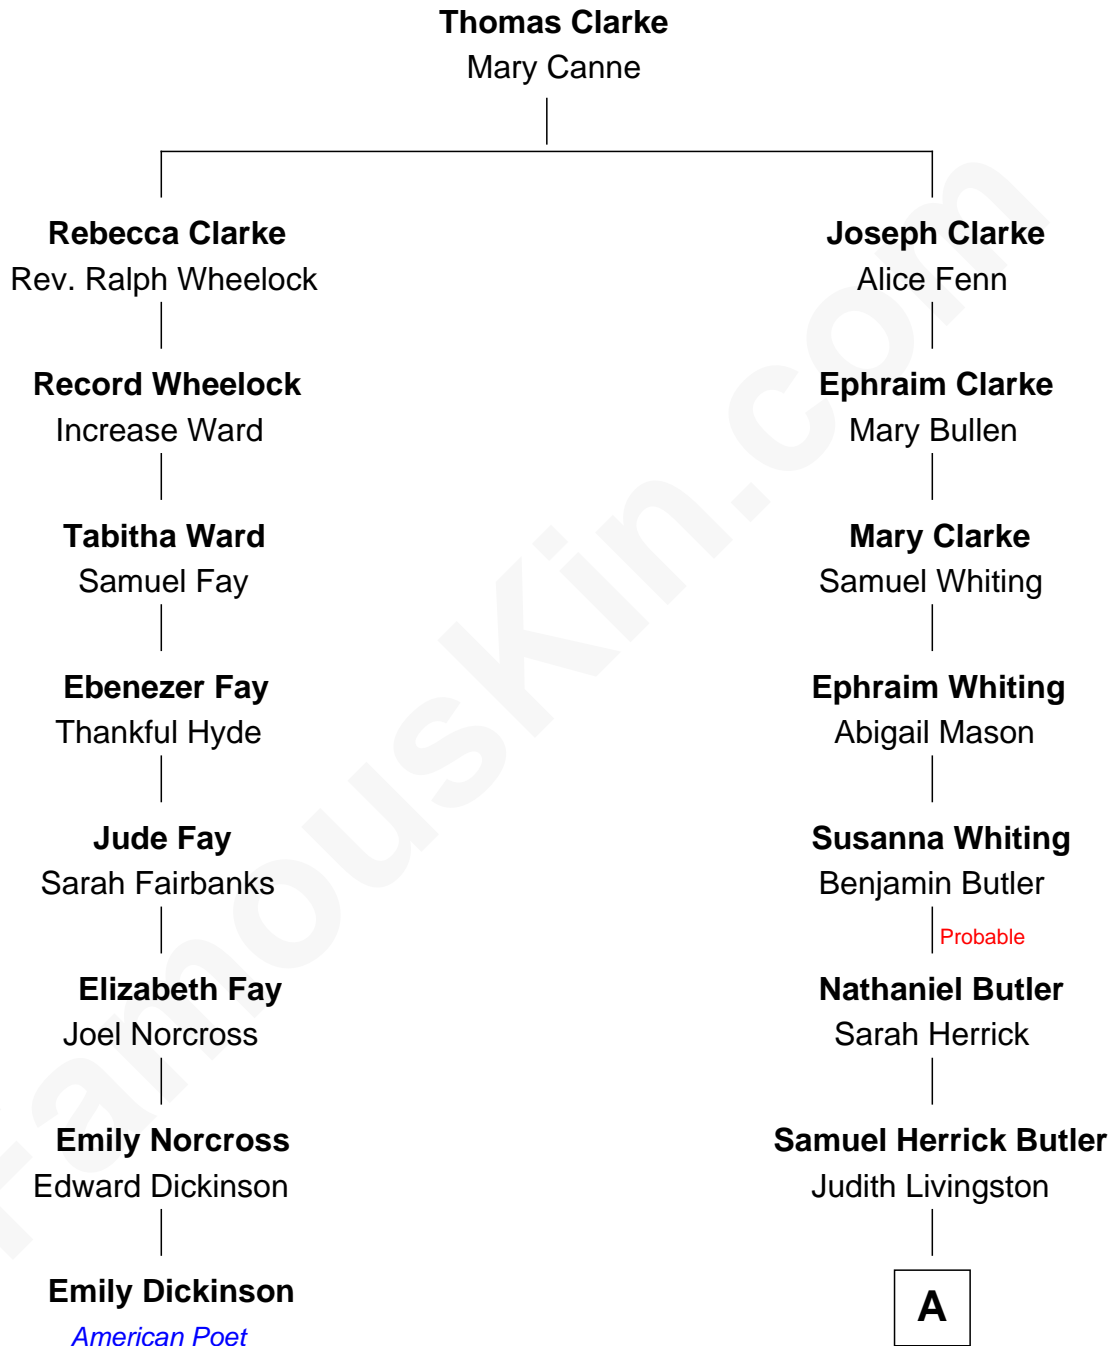 Thomas Clarke
Mary Canne
Rebecca Clarke
Rev. Ralph Wheelock
Joseph Clarke
Alice Fenn
Record Wheelock
Increase Ward
Ephraim Clarke
Mary Bullen
Tabitha Ward
Samuel Fay
Mary Clarke
Samuel Whiting
Ebenezer Fay
Thankful Hyde
Ephraim Whiting
Abigail Mason
Jude Fay
Sarah Fairbanks
Susanna Whiting
Benjamin Butler
Probable
Elizabeth Fay
Joel Norcross
Nathaniel Butler
Sarah Herrick
Emily Norcross
Edward Dickinson
Samuel Herrick Butler
Judith Livingston
Emily Dickinson
American Poet
A
FamousKin.com